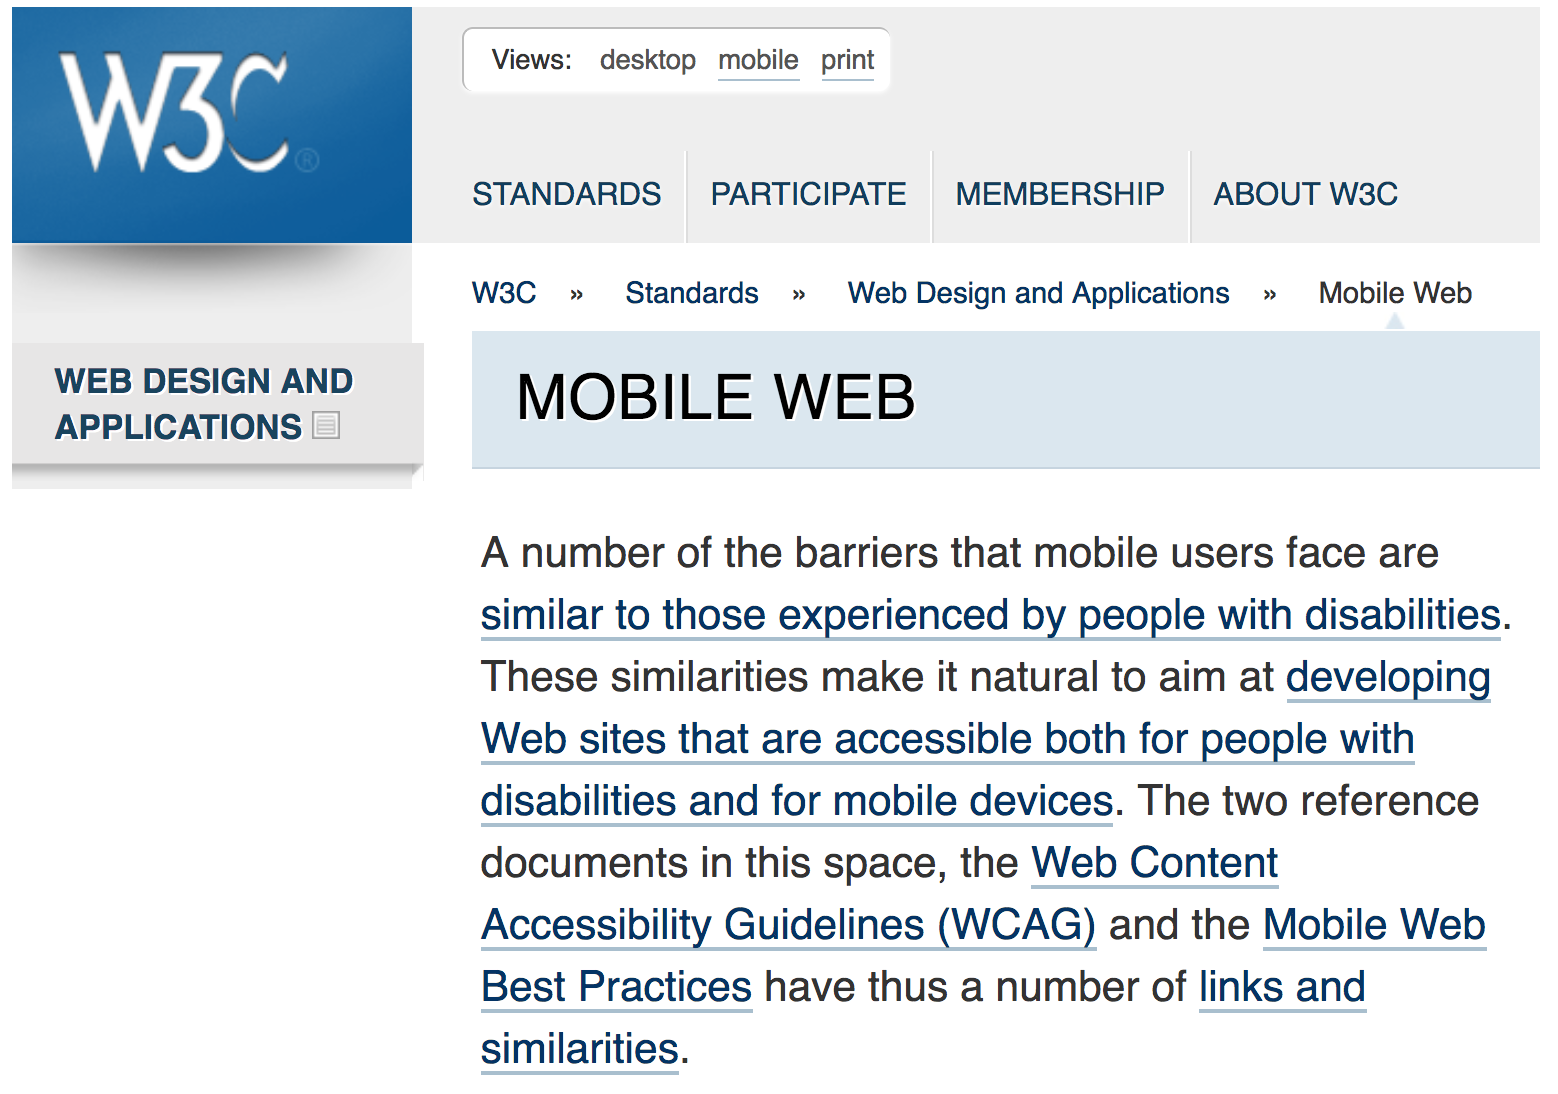 W3C®
Views: desktop mobile print
STANDARDS PARTICIPATE MEMBERSHIP ABOUT W3C
W3C » Standards » Web Design and Applications » Mobile Web
WEB DESIGN AND
APPLICATIONS
MOBILE WEB
A number of the barriers that mobile users face are
similar to those experienced by people with disabilities.
These similarities make it natural to aim at developing
Web sites that are accessible both for people with
disabilities and for mobile devices. The two reference
documents in this space, the Web Content
Accessibility Guidelines (WCAG) and the Mobile Web
Best Practices have thus a number of links and
similarities.